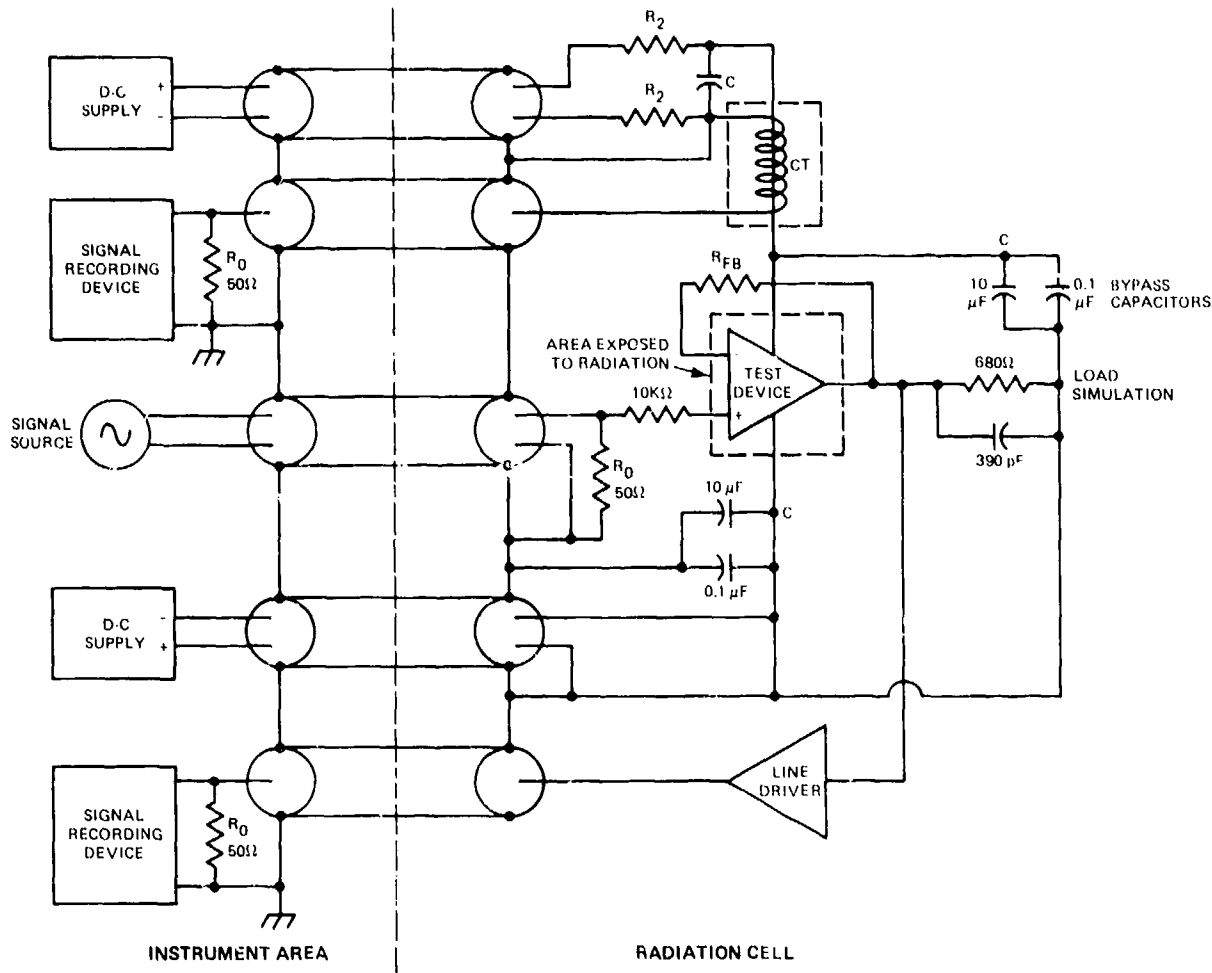 R2
D-C
SUPPLY
+
-
C
R2
CT
SIGNAL
RECORDING
DEVICE
R0
50Ω
RFB
C
10
μF
0.1
μF
BYPASS
CAPACITORS
AREA EXPOSED
TO RADIATION
-
TEST
DEVICE
+
680Ω
LOAD
SIMULATION
390 pF
SIGNAL
SOURCE
10KΩ
R0
50Ω
10 μF
C
0.1 μF
D-C
SUPPLY
-
+
LINE
DRIVER
SIGNAL
RECORDING
DEVICE
R0
50Ω
INSTRUMENT AREA
RADIATION CELL